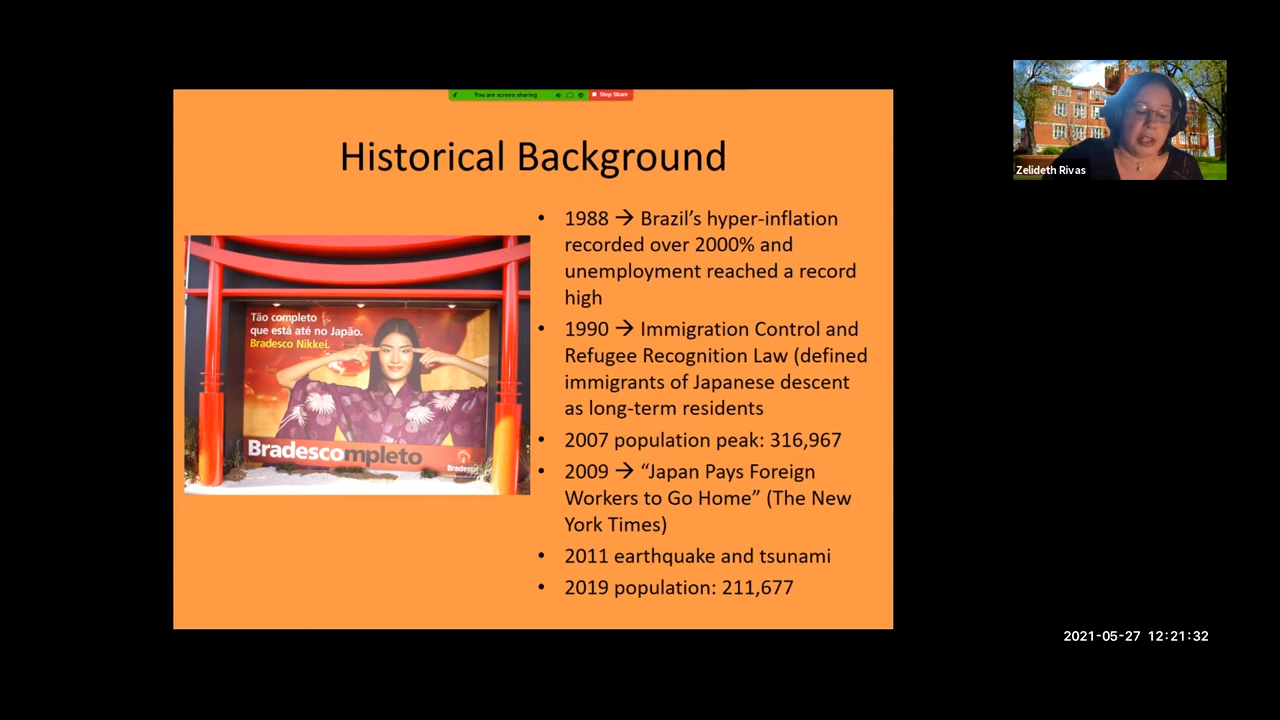 You are screen sharing
Stop Share
Zelideth Rivas
Historical Background
Tão completo
que está até no Japão.
Bradesco Nikkei.
Bradescompleto
Bradesco
• 1988 → Brazil’s hyper-inflation
recorded over 2000% and
unemployment reached a record
high
• 1990 → Immigration Control and
Refugee Recognition Law (defined
immigrants of Japanese descent
as long-term residents
• 2007 population peak: 316,967
• 2009 → “Japan Pays Foreign
Workers to Go Home” (The New
York Times)
• 2011 earthquake and tsunami
• 2019 population: 211,677
2021-05-27 12:21:32